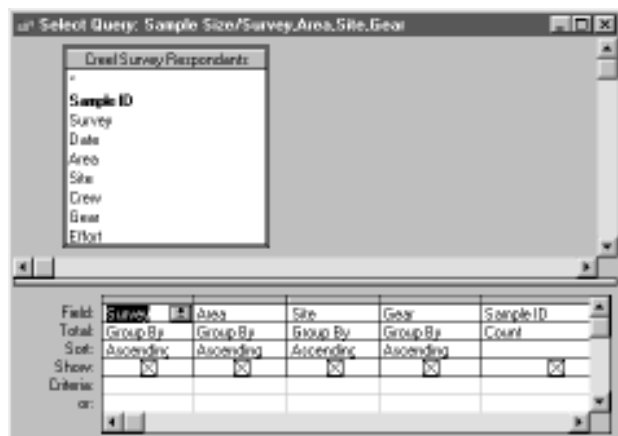 Select Query: Sample Size/Survey,Area,Site,Gear
Creel Survey Respondants
*
Sample ID
Survey
Date
Area
Site
Crew
Gear
Effort
Field: Survey Area Site Gear Sample ID
Total: Group By Group By Group By Group By Count
Sort: Ascending Ascending Ascending Ascending
Show:
Criteria:
or: